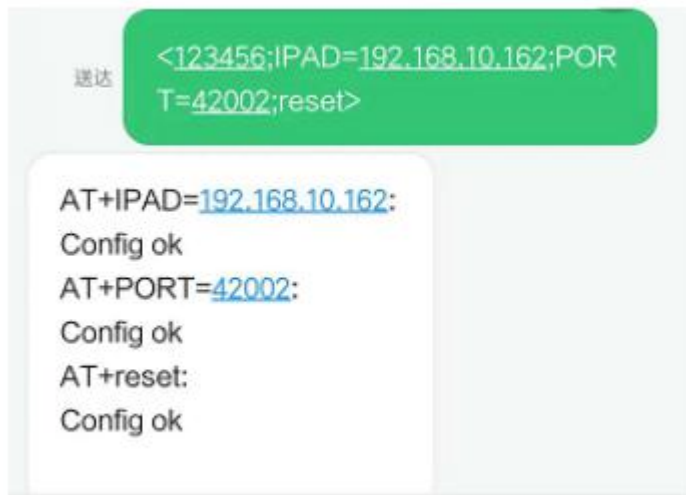 <123456;IPAD=192.168.10.162;POR
送达
T=42002;reset>
AT+IPAD=192.168.10.162:
Config ok
AT+PORT=42002:
Config ok
AT+reset:
Config ok